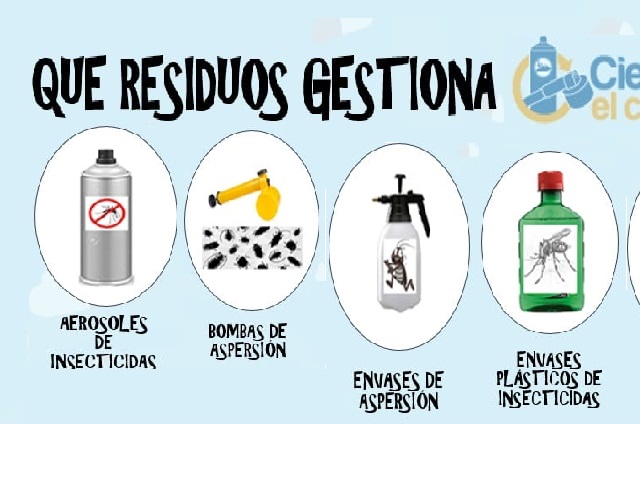 QUE RESIDUOS GESTIONA
Cie
el c
AEROSOLES
DE
INSECTICIDAS
BOMBAS DE
ASPERSIÓN
ENVASES DE
ASPERSIÓN
ENVASES
PLÁSTICOS DE
INSECTICIDAS